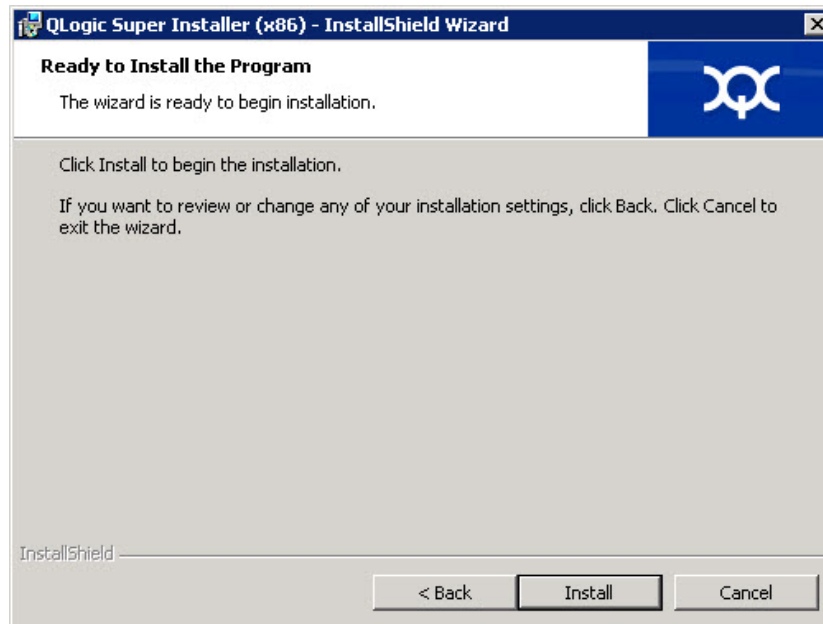 QLogic Super Installer (x86) - InstallShield Wizard
Ready to Install the Program
The wizard is ready to begin installation.
Click Install to begin the installation.
If you want to review or change any of your installation settings, click Back. Click Cancel to
exit the wizard.
InstallShield
< Back Install Cancel